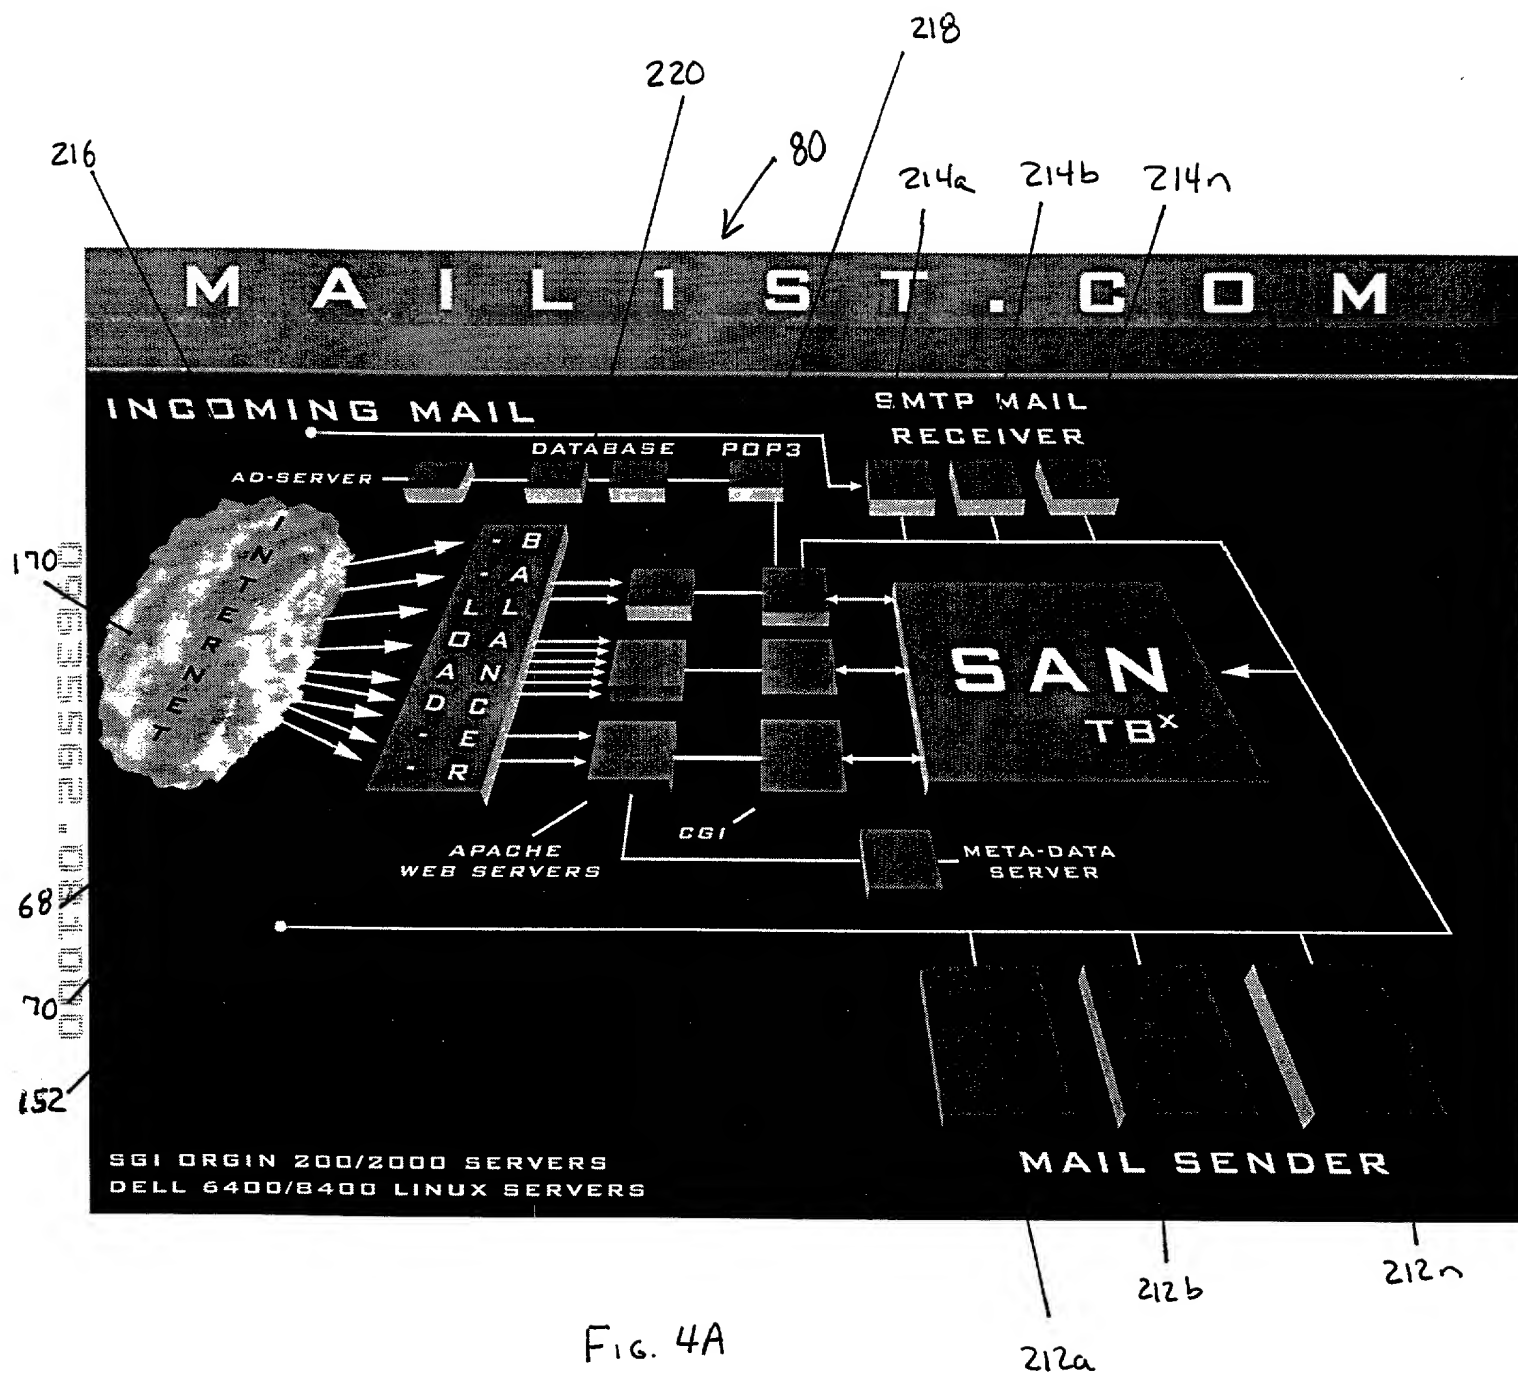 218
220
80
216
214a 214b 214n
MAIL1ST.COM
INCOMING MAIL
SMTP MAIL
RECEIVER
DATABASE POP3
AD-SERVER
INTERNET
- - LOAD - -
BALANCER
170
SAN
TBˣ
APACHE
WEB SERVERS
CGI
META-DATA
SERVER
68
70
152
MAIL SENDER
SGI ORGIN 200/2000 SERVERS
DELL 6400/8400 LINUX SERVERS
212a
212b
212n
FIG. 4A